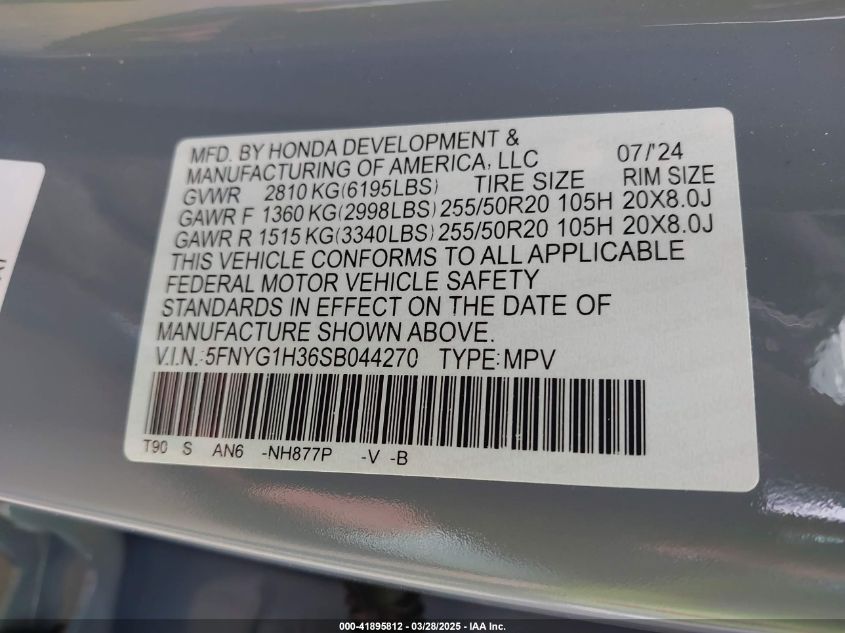 MFD. BY HONDA DEVELOPMENT &
MANUFACTURING OF AMERICA, LLC 07/'24
GVWR 2810 KG(6195LBS) TIRE SIZE RIM SIZE
GAWR F 1360 KG(2998LBS) 255/50R20 105H 20X8.0J
GAWR R 1515 KG(3340LBS) 255/50R20 105H 20X8.0J
THIS VEHICLE CONFORMS TO ALL APPLICABLE
FEDERAL MOTOR VEHICLE SAFETY
STANDARDS IN EFFECT ON THE DATE OF
MANUFACTURE SHOWN ABOVE.
V.I.N.:5FNYG1H36SB044270 TYPE:MPV
T90 S AN6 -NH877P -V -B
000-41895812 | 03/28/2025 - IAA Inc.